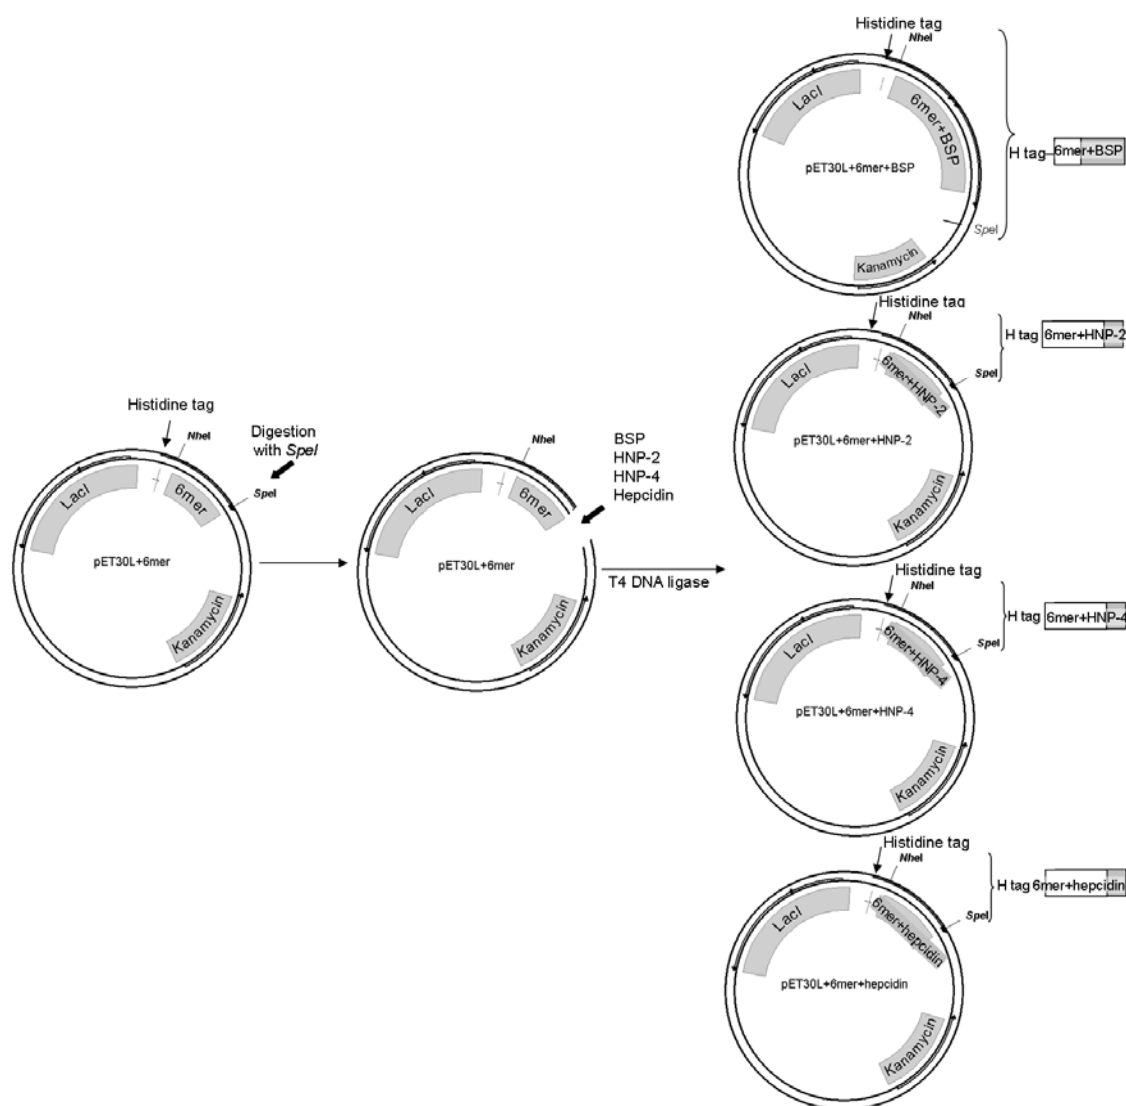 Histidine tag
NheI
Digestion
with SpeI
SpeI
LacI
6mer
pET30L+6mer
Kanamycin
NheI
LacI
6mer
pET30L+6mer
Kanamycin
BSP
HNP-2
HNP-4
Hepcidin
T4 DNA ligase
Histidine tag
NheI
LacI
6mer+BSP
pET30L+6mer+BSP
SpeI
Kanamycin
H tag
6mer+BSP
Histidine tag
NheI
LacI
6mer+HNP-2
SpeI
pET30L+6mer+HNP-2
Kanamycin
H tag
6mer+HNP-2
Histidine tag
NheI
LacI
6mer+HNP-4
SpeI
pET30L+6mer+HNP-4
Kanamycin
H tag
6mer+HNP-4
Histidine tag
NheI
LacI
6mer+hepcidin
SpeI
pET30L+6mer+hepcidin
Kanamycin
H tag
6mer+hepcidin